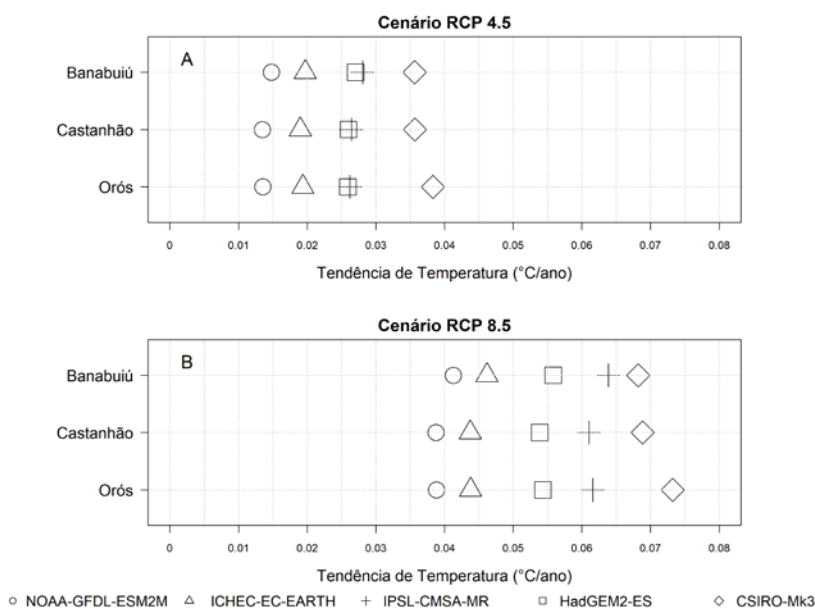 Cenário RCP 4.5
A
Banabuiú
Castanhão
Orós
0 0.01 0.02 0.03 0.04 0.05 0.06 0.07 0.08
Tendência de Temperatura (°C/ano)
Cenário RCP 8.5
B
Banabuiú
Castanhão
Orós
0 0.01 0.02 0.03 0.04 0.05 0.06 0.07 0.08
Tendência de Temperatura (°C/ano)
NOAA-GFDL-ESM2M ICHEC-EC-EARTH IPSL-CMSA-MR HadGEM2-ES CSIRO-Mk3